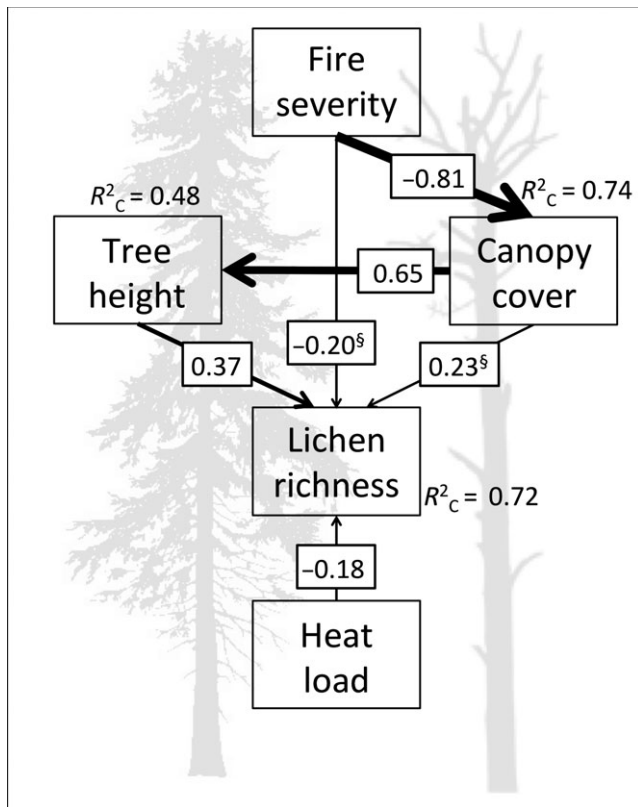 Fire
severity
−0.81
R²c = 0.74
R²c = 0.48
Tree
height
0.65
Canopy
cover
0.37
−0.20§
0.23§
Lichen
richness
R²c = 0.72
−0.18
Heat
load